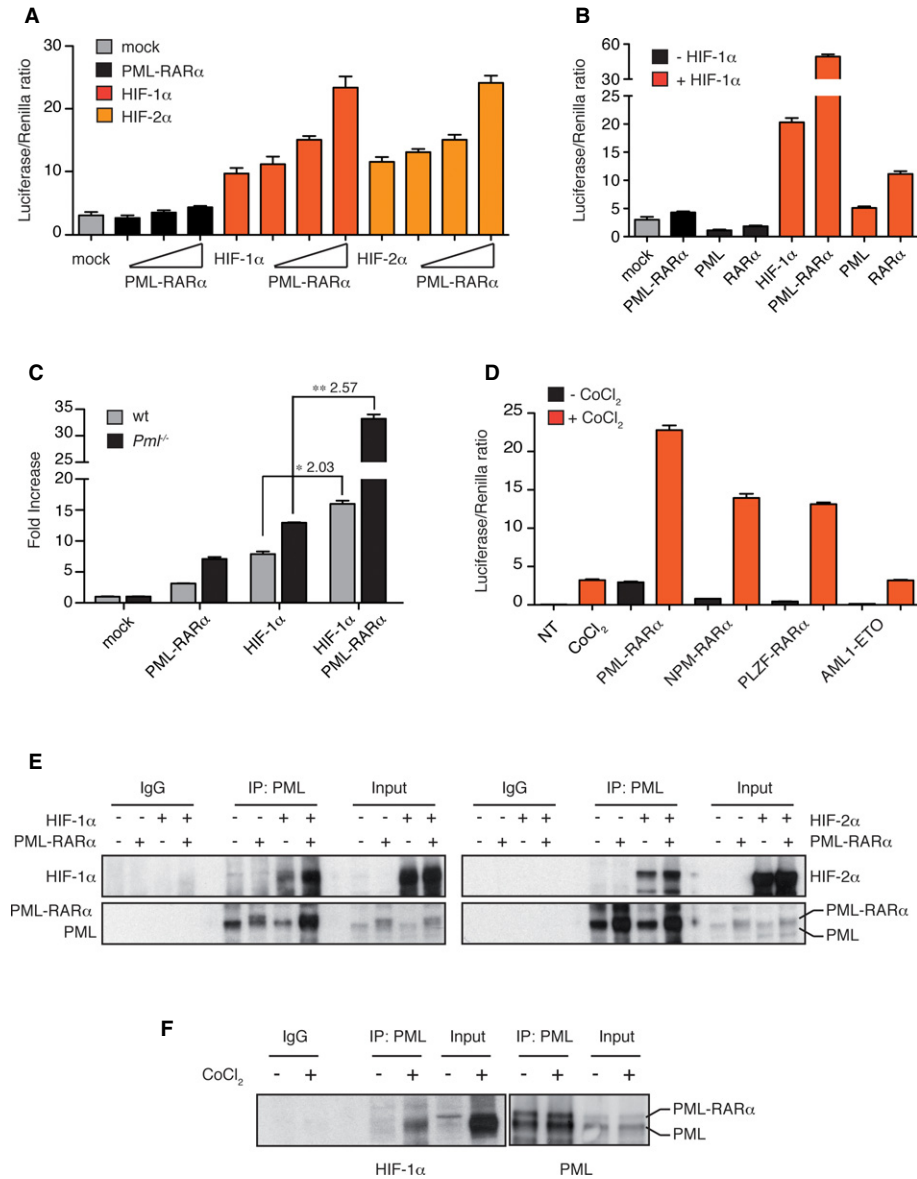 A
mock
PML-RARα
HIF-1α
HIF-2α
Luciferase/Renilla ratio
30
20
10
0
mock
HIF-1α
HIF-2α
PML-RARα
PML-RARα
PML-RARα
B
- HIF-1α
+ HIF-1α
Luciferase/Renilla ratio
60
40
30
25
20
15
10
5
0
mock
PML-RARα
PML
RARα
HIF-1α
PML-RARα
PML
RARα
C
wt
Pml-/-
** 2.57
* 2.03
Fold Increase
35
30
25
20
15
10
5
0
mock
PML-RARα
HIF-1α
HIF-1α
PML-RARα
D
- CoCl2
+ CoCl2
Luciferase/Renilla ratio
25
20
15
10
5
0
NT
CoCl2
PML-RARα
NPM-RARα
PLZF-RARα
AML1-ETO
E
IgG IP: PML Input IgG IP: PML Input
HIF-1α - - + + - - + + - - + + - - + + - - + + - - + + HIF-2α
PML-RARα - + - + - + - + - + - + - + - + - + - + - + - + PML-RARα
HIF-1α HIF-2α
PML-RARα PML-RARα
PML PML
F
IgG IP: PML Input IP: PML Input
CoCl2 - + - + - + - + - +
PML-RARα
PML
HIF-1α PML